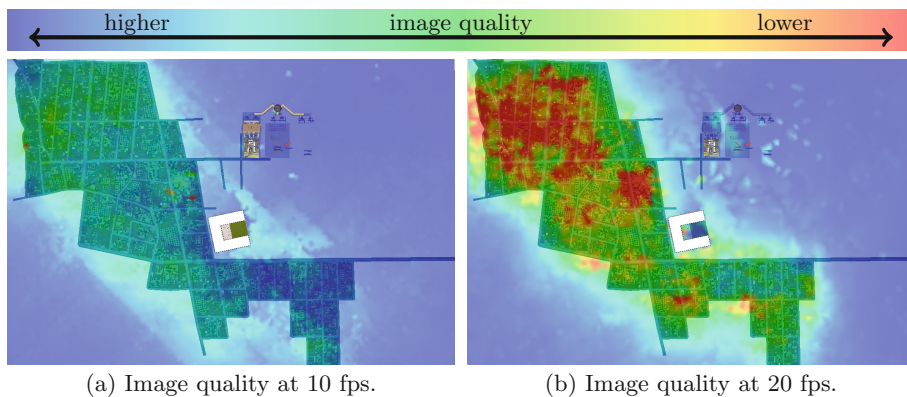 higher image quality lower
(a) Image quality at 10 fps.
(b) Image quality at 20 fps.